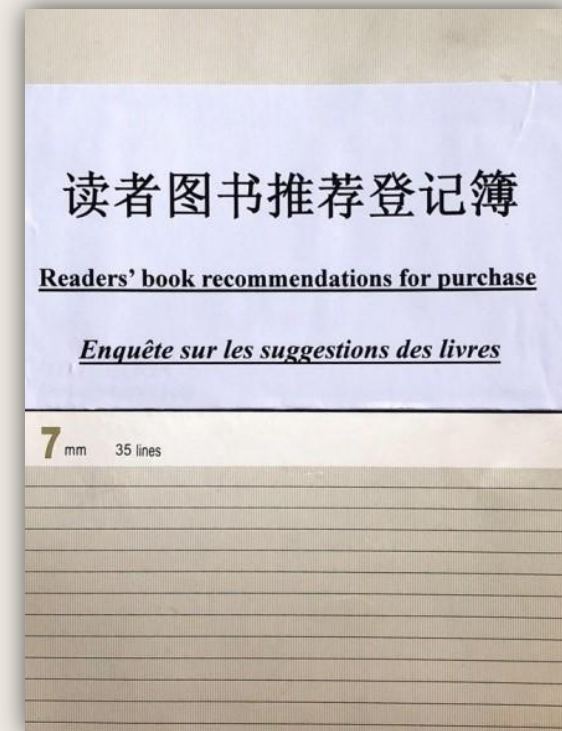 读者图书推荐登记簿
Readers’ book recommendations for purchase
Enquête sur les suggestions des livres
7 mm 35 lines